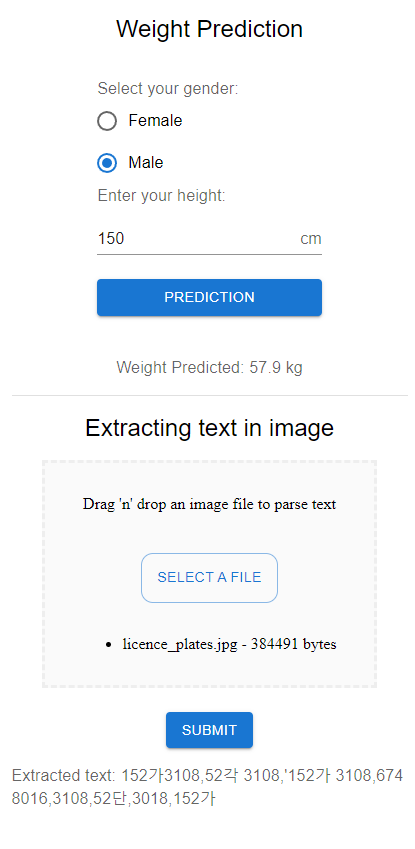 Weight Prediction
Select your gender:
Female
Male
Enter your height:
150 cm
PREDICTION
Weight Predicted: 57.9 kg
Extracting text in image
Drag 'n' drop an image file to parse text
SELECT A FILE
• licence_plates.jpg - 384491 bytes
SUBMIT
Extracted text: 152가3108,52각 3108,'152가 3108,674
8016,3108,52단,3018,152가